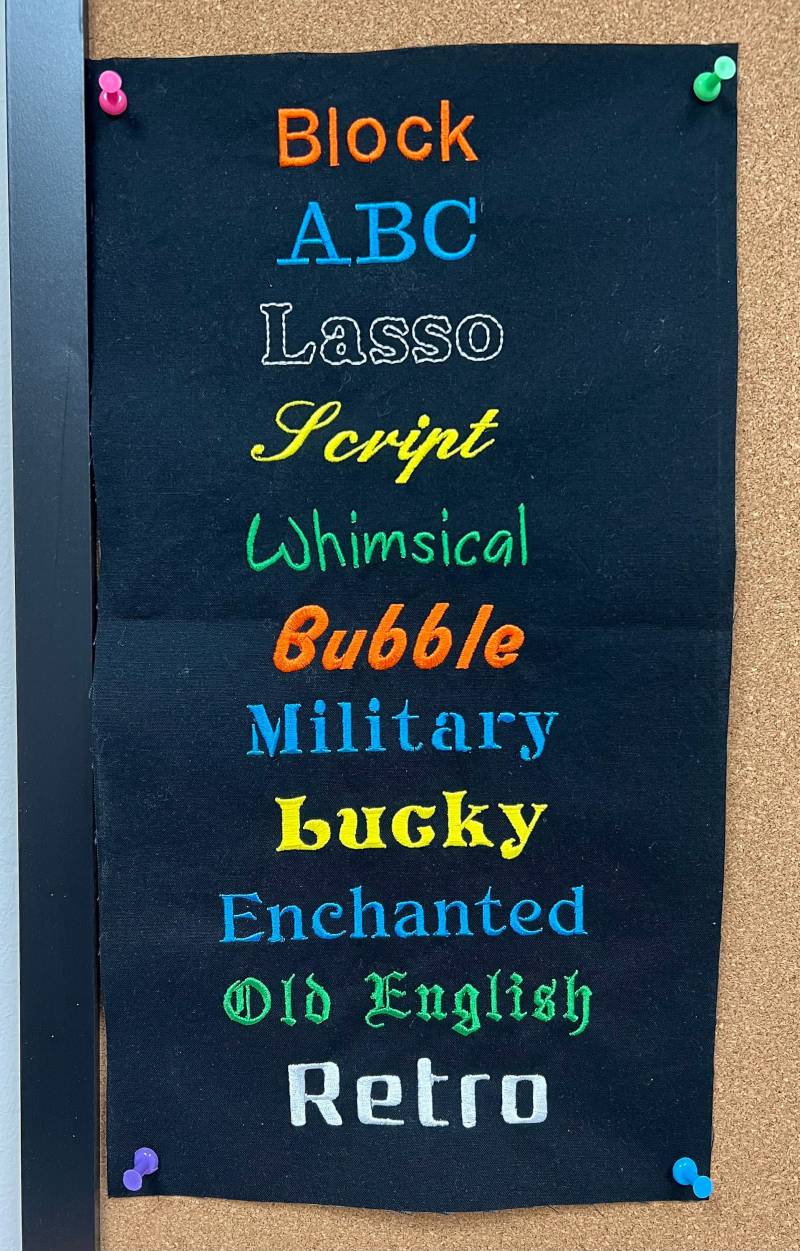 Block
ABC
Lasso
Script
Whimsical
Bubble
Military
Lucky
Enchanted
Old English
Retro